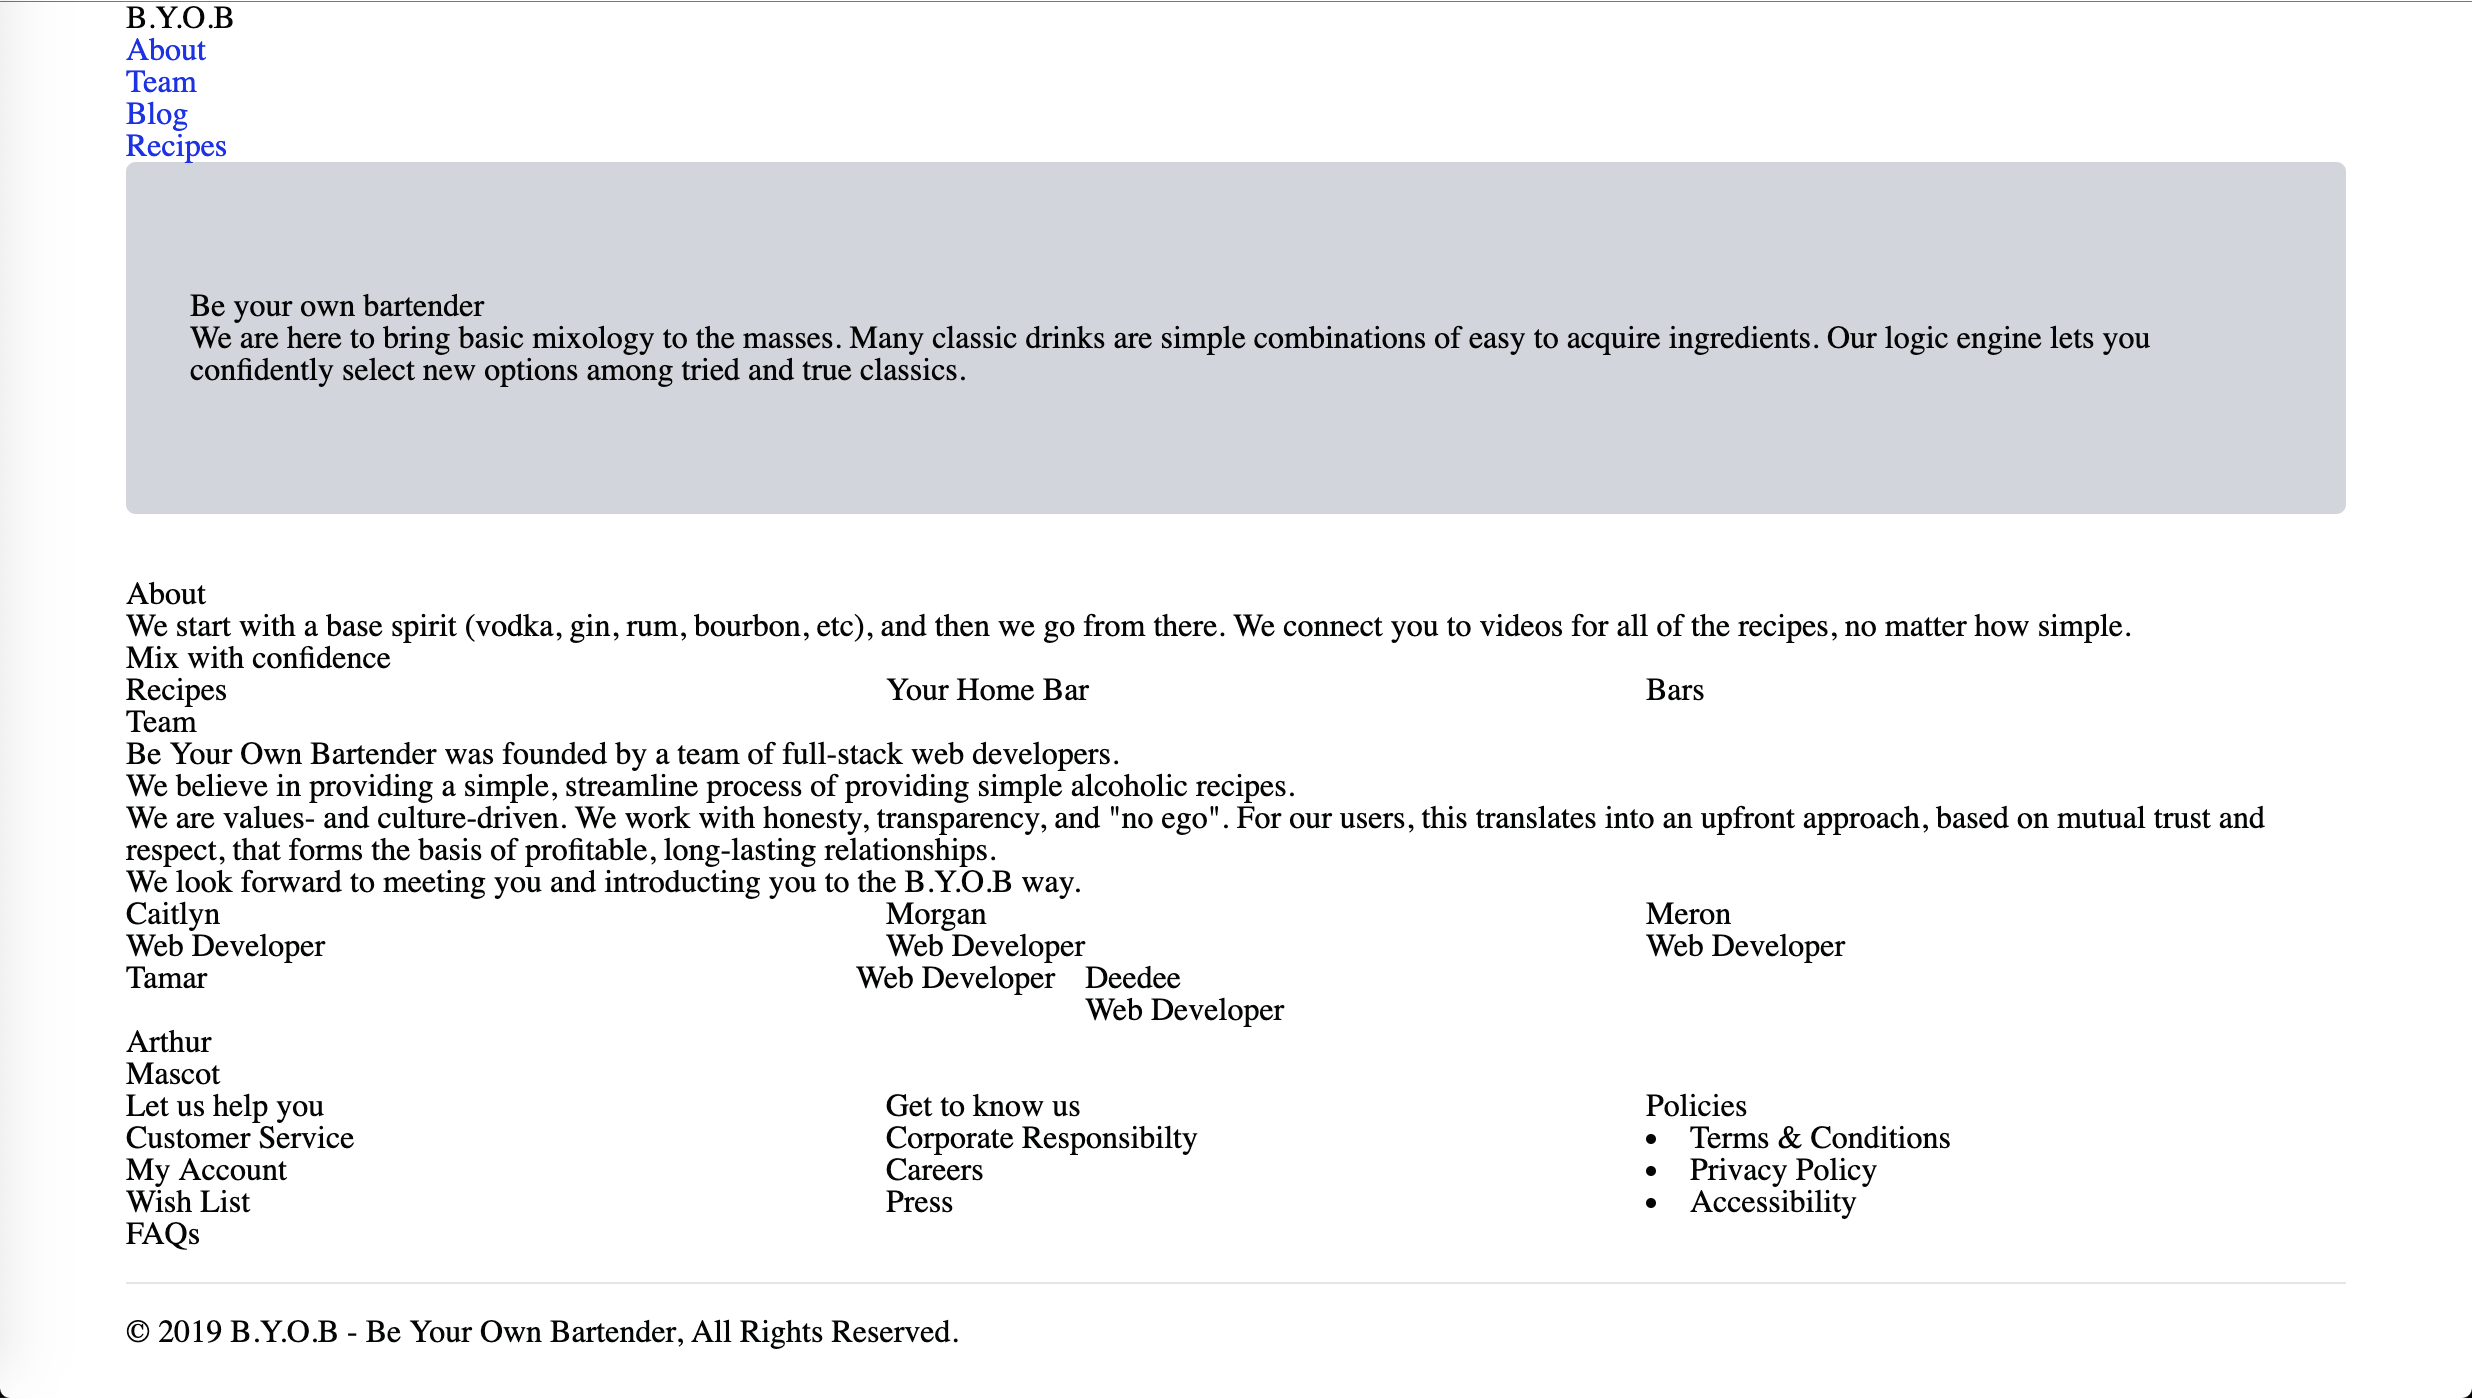 B.Y.O.B
About
Team
Blog
Recipes
Be your own bartender
We are here to bring basic mixology to the masses. Many classic drinks are simple combinations of easy to acquire ingredients. Our logic engine lets you
confidently select new options among tried and true classics.
About
We start with a base spirit (vodka, gin, rum, bourbon, etc), and then we go from there. We connect you to videos for all of the recipes, no matter how simple.
Mix with confidence
Recipes Your Home Bar Bars
Team
Be Your Own Bartender was founded by a team of full-stack web developers.
We believe in providing a simple, streamline process of providing simple alcoholic recipes.
We are values- and culture-driven. We work with honesty, transparency, and "no ego". For our users, this translates into an upfront approach, based on mutual trust and
respect, that forms the basis of profitable, long-lasting relationships.
We look forward to meeting you and introducting you to the B.Y.O.B way.
Caitlyn Morgan Meron
Web Developer Web Developer Web Developer
Tamar Web Developer Deedee
Web Developer
Arthur
Mascot
Let us help you Get to know us Policies
Customer Service Corporate Responsibilty • Terms & Conditions
My Account Careers • Privacy Policy
Wish List Press • Accessibility
FAQs
© 2019 B.Y.O.B - Be Your Own Bartender, All Rights Reserved.